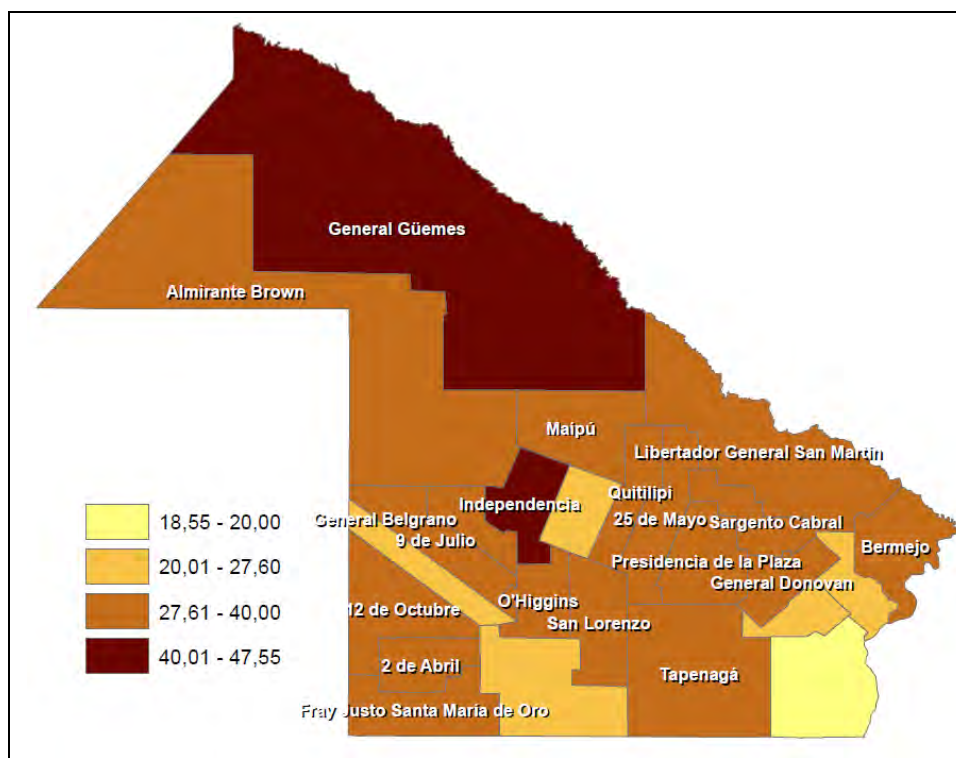 General Güemes
Almirante Brown
Maipú
Libertador General San Martín
Quitilipi
Independencia
General Belgrano
25 de Mayo
Sargento Cabral
9 de Julio
Bermejo
Presidencia de la Plaza
General Donovan
O'Higgins
12 de Octubre
San Lorenzo
2 de Abril
Tapenagá
Fray Justo Santa María de Oro
18,55 - 20,00
20,01 - 27,60
27,61 - 40,00
40,01 - 47,55